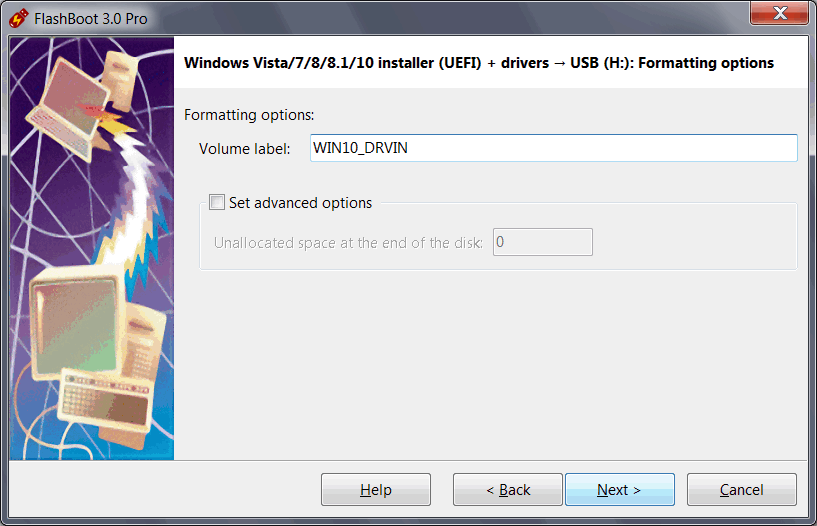 FlashBoot 3.0 Pro
Windows Vista/7/8/8.1/10 installer (UEFI) + drivers → USB (H:): Formatting options
Formatting options:
Volume label: WIN10_DRVIN
Set advanced options
Unallocated space at the end of the disk: 0
Help < Back Next > Cancel